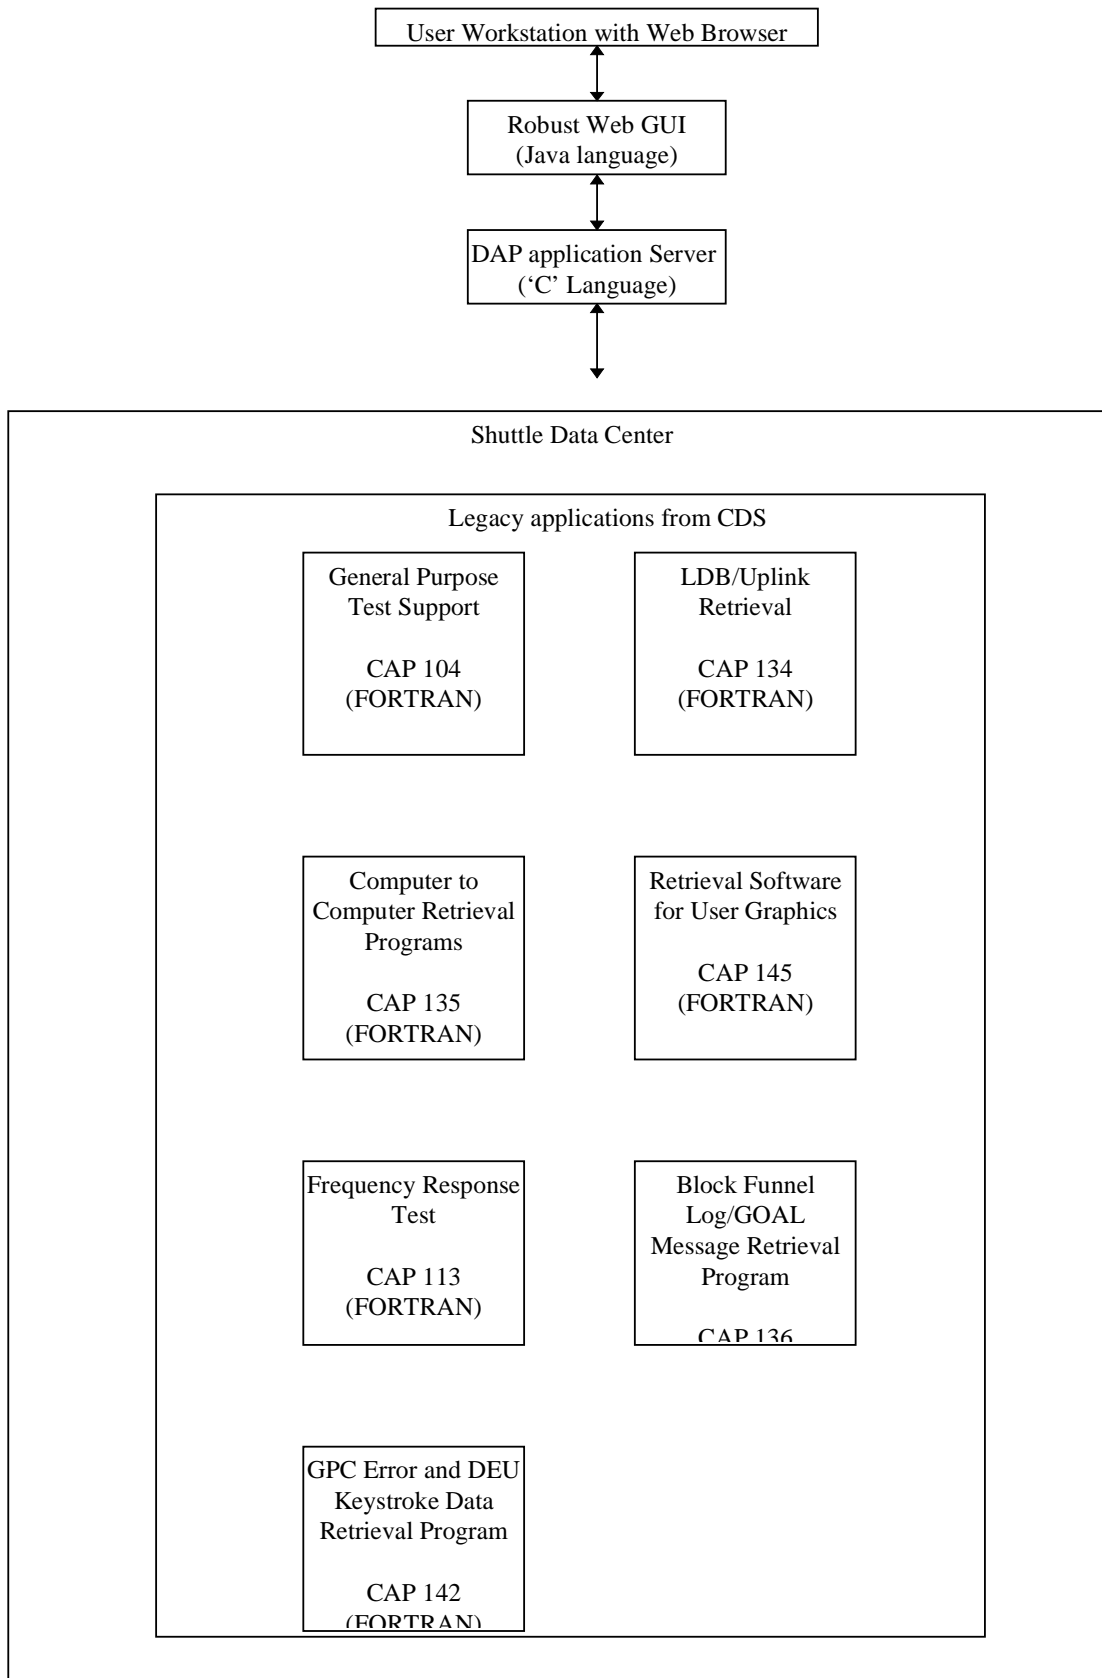 User Workstation with Web Browser
Robust Web GUI
(Java language)
DAP application Server
(‘C’ Language)
Shuttle Data Center
Legacy applications from CDS
General Purpose
Test Support
CAP 104
(FORTRAN)
LDB/Uplink
Retrieval
CAP 134
(FORTRAN)
Computer to
Computer Retrieval
Programs
CAP 135
(FORTRAN)
Retrieval Software
for User Graphics
CAP 145
(FORTRAN)
Frequency Response
Test
CAP 113
(FORTRAN)
Block Funnel
Log/GOAL
Message Retrieval
Program
CAP 136
GPC Error and DEU
Keystroke Data
Retrieval Program
CAP 142
(FORTRAN)